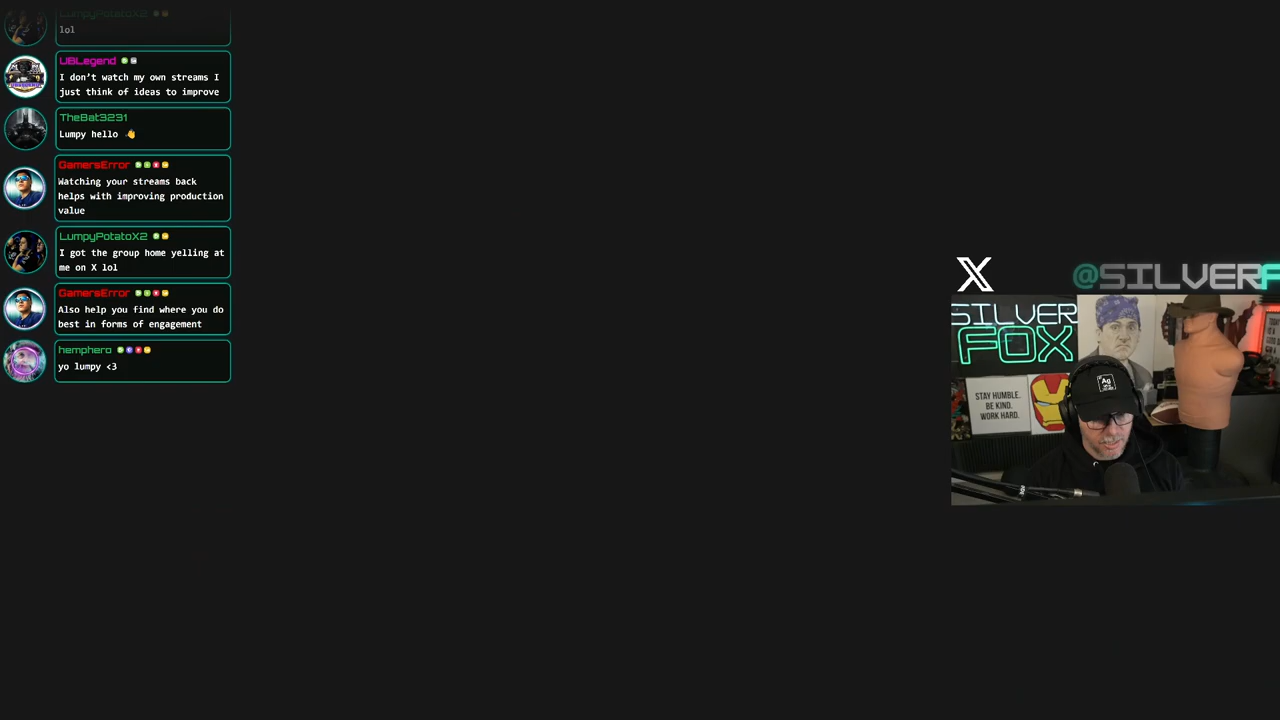 LumpyPotatoX2
lol
UBLegend
I don't watch my own streams I
just think of ideas to improve
TheBat3231
Lumpy hello
GamersError
Watching your streams back
helps with improving production
value
LumpyPotatoX2
I got the group home yelling at
me on X lol
GamersError
Also help you find where you do
best in forms of engagement
hemphero
yo lumpy <3
X @SILVERF
SILVER
FOX
STAY HUMBLE.
BE KIND.
WORK HARD.
Ag